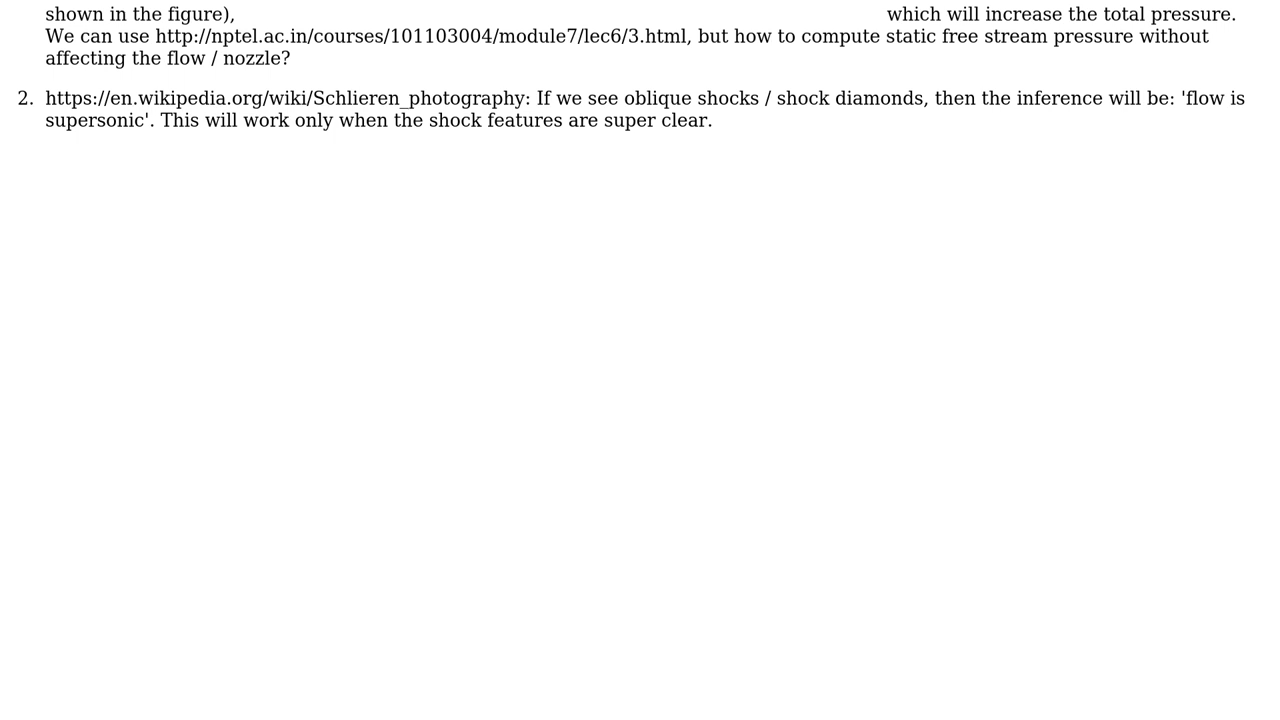 shown in the figure), which will increase the total pressure.
We can use http://nptel.ac.in/courses/101103004/module7/lec6/3.html, but how to compute static free stream pressure without
affecting the flow / nozzle?
2. https://en.wikipedia.org/wiki/Schlieren_photography: If we see oblique shocks / shock diamonds, then the inference will be: 'flow is
supersonic'. This will work only when the shock features are super clear.